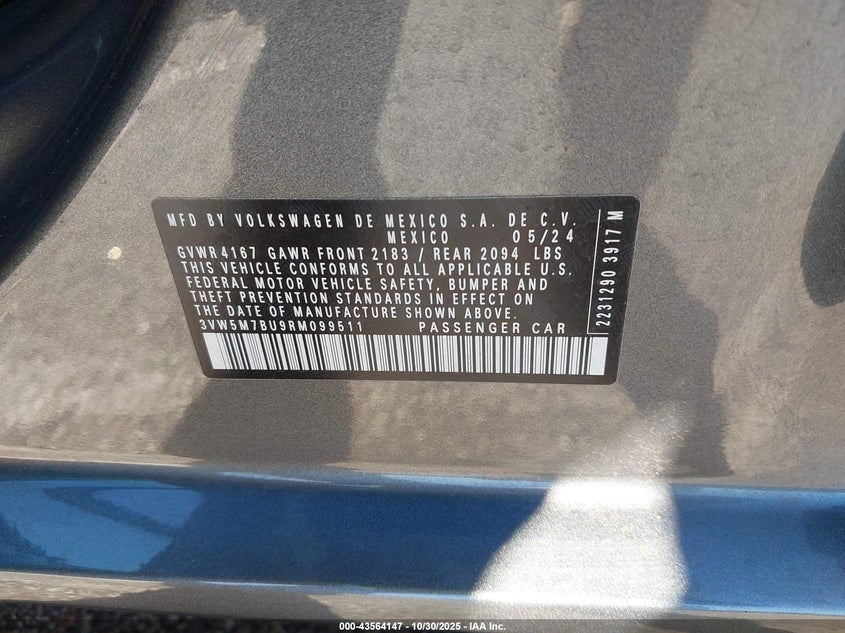 MFD BY VOLKSWAGEN DE MEXICO S.A. DE C.V.
MEXICO 05/24
GVWR 4167 GAWR FRONT 2183 / REAR 2094 LBS
THIS VEHICLE CONFORMS TO ALL APPLICABLE U.S.
FEDERAL MOTOR VEHICLE SAFETY, BUMPER AND
THEFT PREVENTION STANDARDS IN EFFECT ON
THE DATE OF MANUFACTURE SHOWN ABOVE.
3VW5M7BU9RM099511 PASSENGER CAR
2231290 3917 M
000-43564147 - 10/30/2025 - IAA Inc.